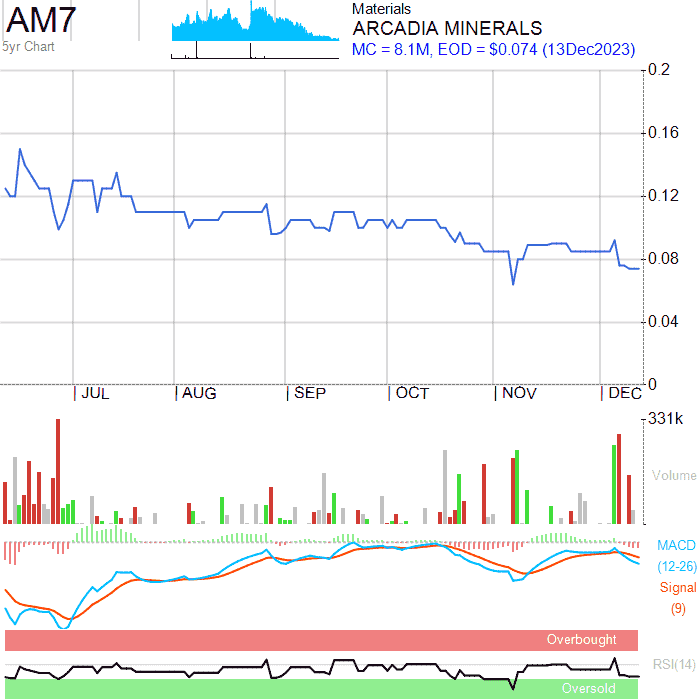 AM7
5yr Chart
Materials
ARCADIA MINERALS
MC = 8.1M, EOD = $0.074 (13Dec2023)
0.2
0.16
0.12
0.08
0.04
0
JUL AUG SEP OCT NOV DEC
331k
Volume
MACD
(12-26)
Signal
(9)
Overbought
RSI(14)
Oversold